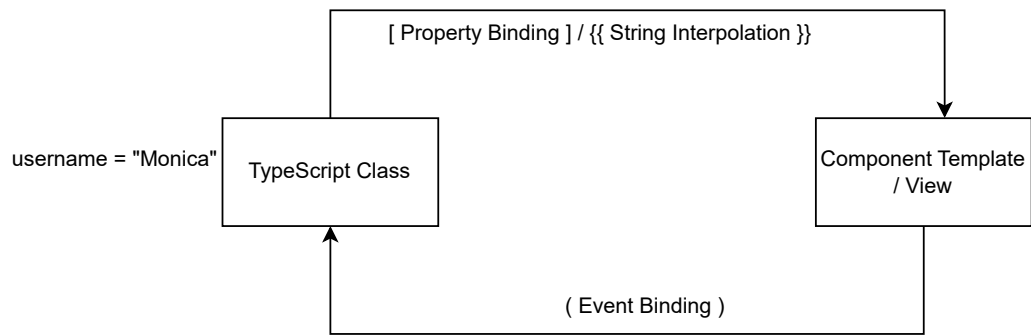 [ Property Binding ] / {{ String Interpolation }}
username = "Monica"
TypeScript Class
Component Template
/ View
( Event Binding )